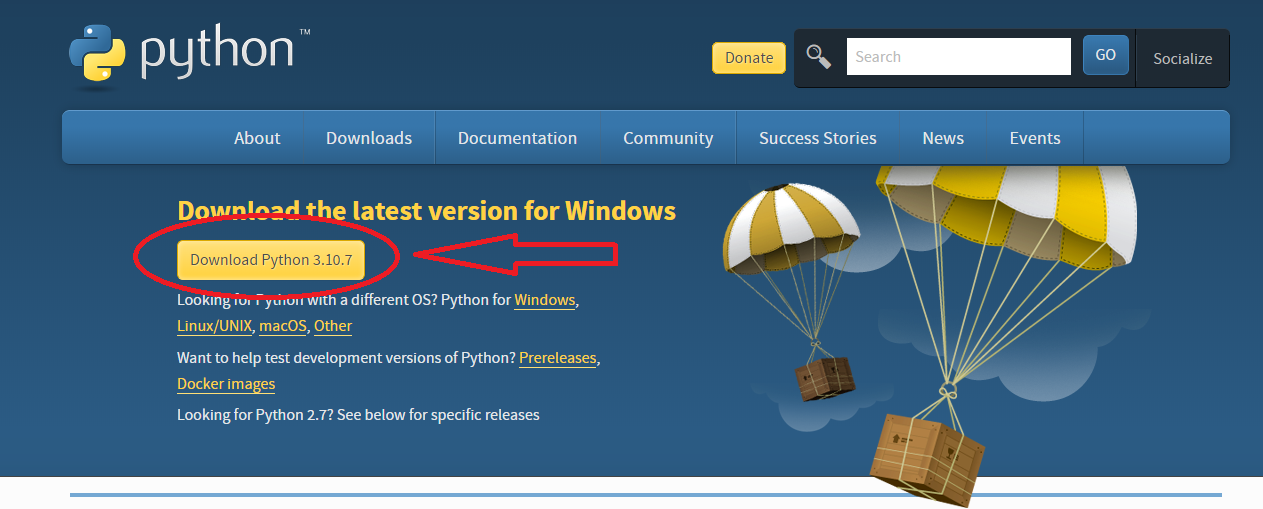 python™
Donate
Search
GO
Socialize
About Downloads Documentation Community Success Stories News Events
Download the latest version for Windows
Download Python 3.10.7
Looking for Python with a different OS? Python for Windows,
Linux/UNIX, macOS, Other
Want to help test development versions of Python? Prereleases,
Docker images
Looking for Python 2.7? See below for specific releases